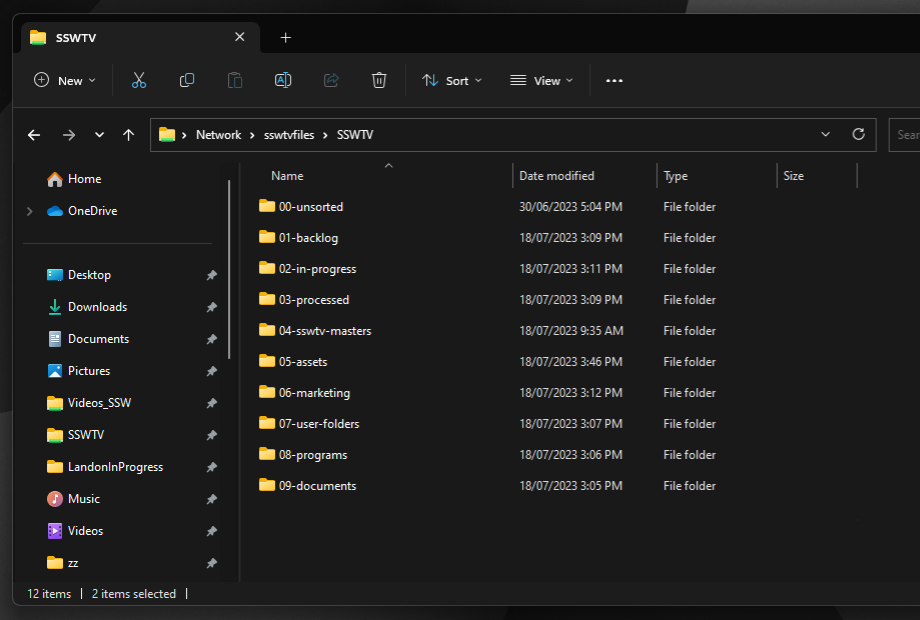 SSWTV
New
Sort
View
Network > sswtvfiles > SSWTV
Sear
Home
OneDrive
Desktop
Downloads
Documents
Pictures
Videos_SSW
SSWTV
LandonInProgress
Music
Videos
zz
Name Date modified Type Size
00-unsorted 30/06/2023 5:04 PM File folder
01-backlog 18/07/2023 3:09 PM File folder
02-in-progress 18/07/2023 3:11 PM File folder
03-processed 18/07/2023 3:09 PM File folder
04-sswtv-masters 18/07/2023 9:35 AM File folder
05-assets 18/07/2023 3:46 PM File folder
06-marketing 18/07/2023 3:12 PM File folder
07-user-folders 18/07/2023 3:07 PM File folder
08-programs 18/07/2023 3:06 PM File folder
09-documents 18/07/2023 3:05 PM File folder
12 items | 2 items selected |